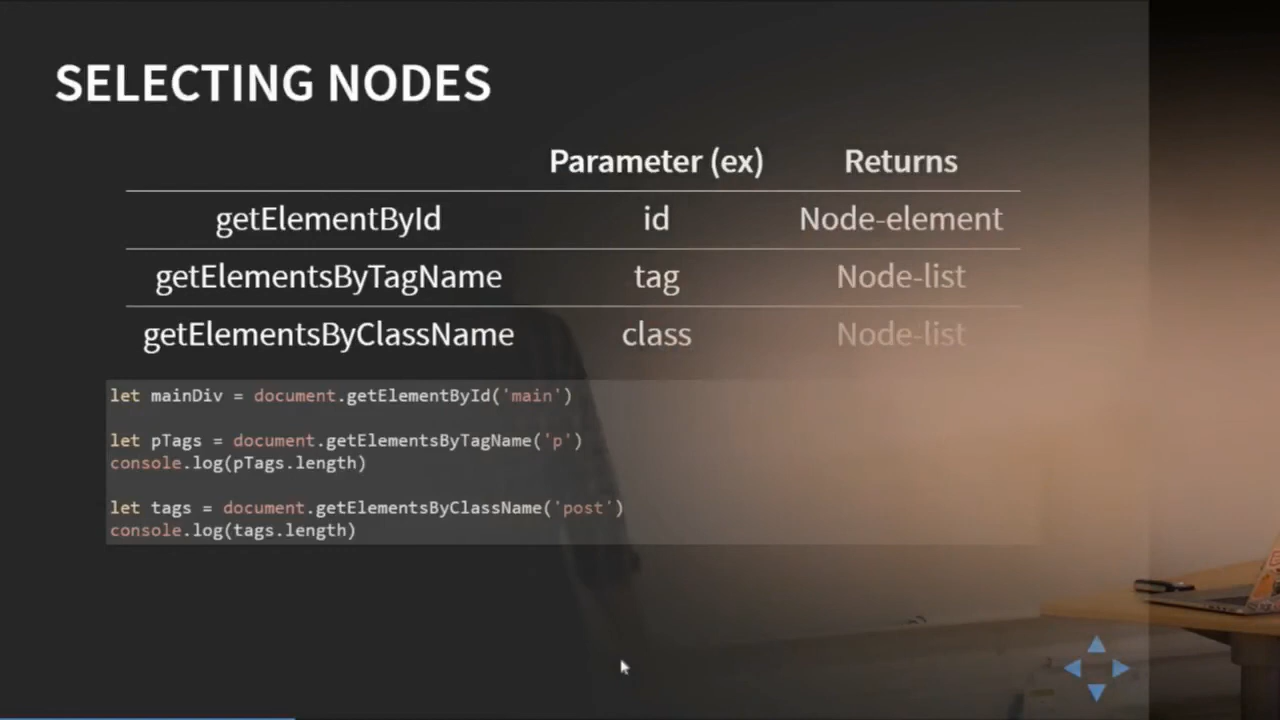 SELECTING NODES
Parameter (ex) Returns
getElementById id Node-element
getElementsByTagName tag Node-list
getElementsByClassName class Node-list
let mainDiv = document.getElementById('main')
let pTags = document.getElementsByTagName('p')
console.log(pTags.length)
let tags = document.getElementsByClassName('post')
console.log(tags.length)